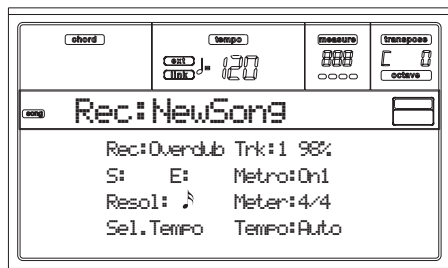 chord
tempo
measure
transpose
ext
link
♩= 120
888
C 0
octave
song
Rec:NewSong
Rec:Overdub Trk:1 98%
S: E: Metro:On1
Resol: 𝅘𝅥𝅯 Meter:4/4
Sel.Tempo Tempo:Auto